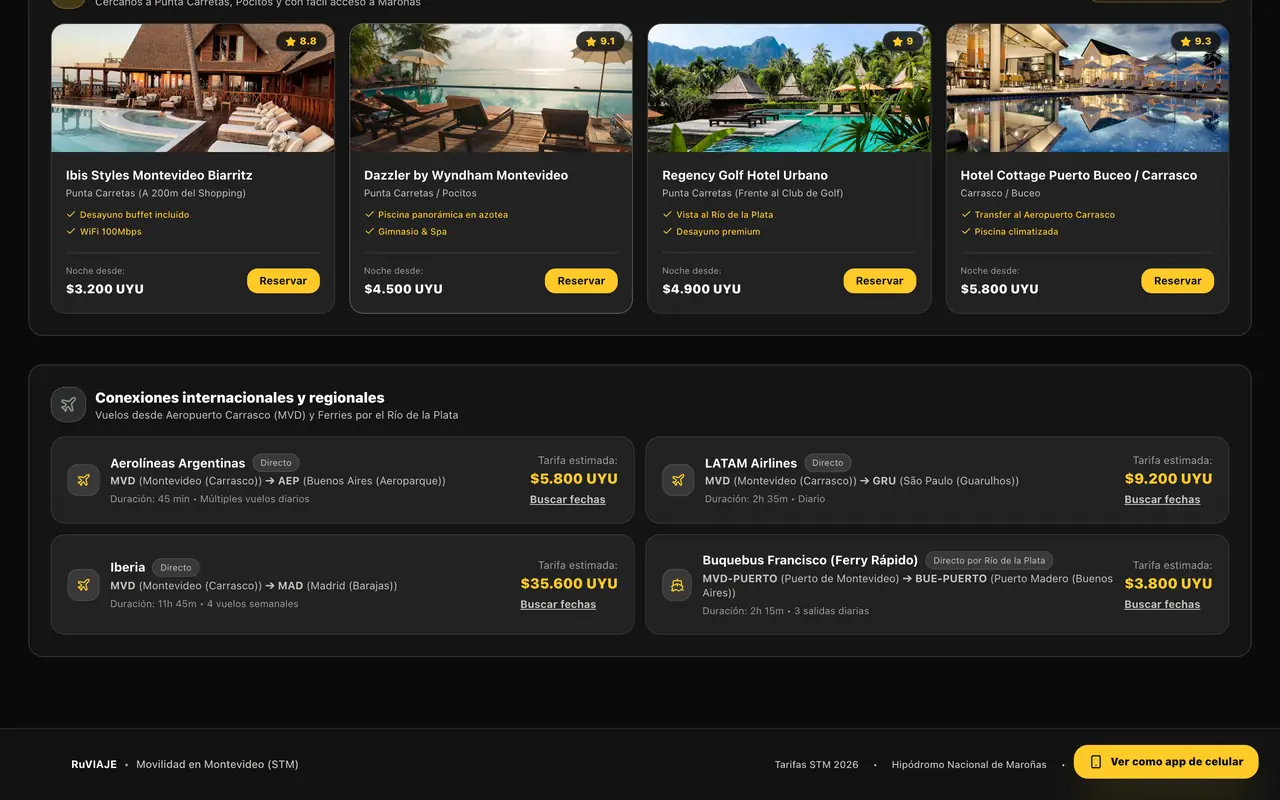 Cercanos a Punta Carretas, Pocitos y con fácil acceso a Maroñas
8.8
9.1
9
9.3
Ibis Styles Montevideo Biarritz
Punta Carretas (A 200m del Shopping)
Desayuno buffet incluido
WiFi 100Mbps
Noche desde:
$3.200 UYU
Reservar
Dazzler by Wyndham Montevideo
Punta Carretas / Pocitos
Piscina panorámica en azotea
Gimnasio & Spa
Noche desde:
$4.500 UYU
Reservar
Regency Golf Hotel Urbano
Punta Carretas (Frente al Club de Golf)
Vista al Río de la Plata
Desayuno premium
Noche desde:
$4.900 UYU
Reservar
Hotel Cottage Puerto Buceo / Carrasco
Carrasco / Buceo
Transfer al Aeropuerto Carrasco
Piscina climatizada
Noche desde:
$5.800 UYU
Reservar
Conexiones internacionales y regionales
Vuelos desde Aeropuerto Carrasco (MVD) y Ferries por el Río de la Plata
Aerolíneas Argentinas Directo
MVD (Montevideo (Carrasco)) → AEP (Buenos Aires (Aeroparque))
Duración: 45 min • Múltiples vuelos diarios
Tarifa estimada:
$5.800 UYU
Buscar fechas
LATAM Airlines Directo
MVD (Montevideo (Carrasco)) → GRU (São Paulo (Guarulhos))
Duración: 2h 35m • Diario
Tarifa estimada:
$9.200 UYU
Buscar fechas
Iberia Directo
MVD (Montevideo (Carrasco)) → MAD (Madrid (Barajas))
Duración: 11h 45m • 4 vuelos semanales
Tarifa estimada:
$35.600 UYU
Buscar fechas
Buquebus Francisco (Ferry Rápido) Directo por Río de la Plata
MVD-PUERTO (Puerto de Montevideo) → BUE-PUERTO (Puerto Madero (Buenos
Aires))
Duración: 2h 15m • 3 salidas diarias
Tarifa estimada:
$3.800 UYU
Buscar fechas
RuVIAJE • Movilidad en Montevideo (STM)
Tarifas STM 2026 • Hipódromo Nacional de Maroñas •
Ver como app de celular